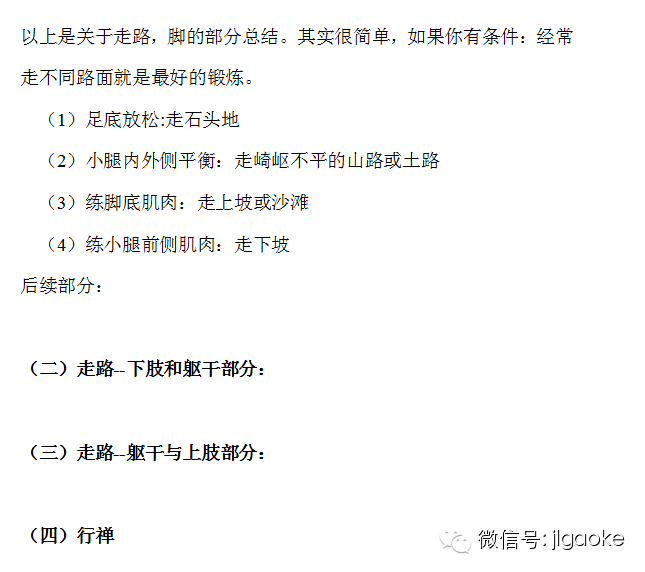 以上是关于走路，脚的部分总结。其实很简单，如果你有条件：经常
走不同路面就是最好的锻炼。
（1）足底放松:走石头地
（2）小腿内外侧平衡：走崎岖不平的山路或土路
（3）练脚底肌肉：走上坡或沙滩
（4）练小腿前侧肌肉：走下坡
后续部分：
（二）走路--下肢和躯干部分：
（三）走路--躯干与上肢部分：
（四）行禅
微信号: jlgaoke